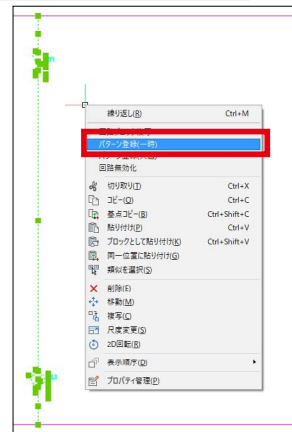 繰り返し(R) Ctrl+M
パターン登録(一時)
回路無効化
切り取り(T) Ctrl+X
コピー(O) Ctrl+C
基点コピー(B) Ctrl+Shift+C
貼り付け(P) Ctrl+V
ブロックとして貼り付け(K) Ctrl+Shift+V
同一位置に貼り付け(G)
類似を選択(S)
削除(E)
移動(M)
複写(C)
尺度変更(S)
2D回転(R)
表示順序(D)
プロパティ管理(P)